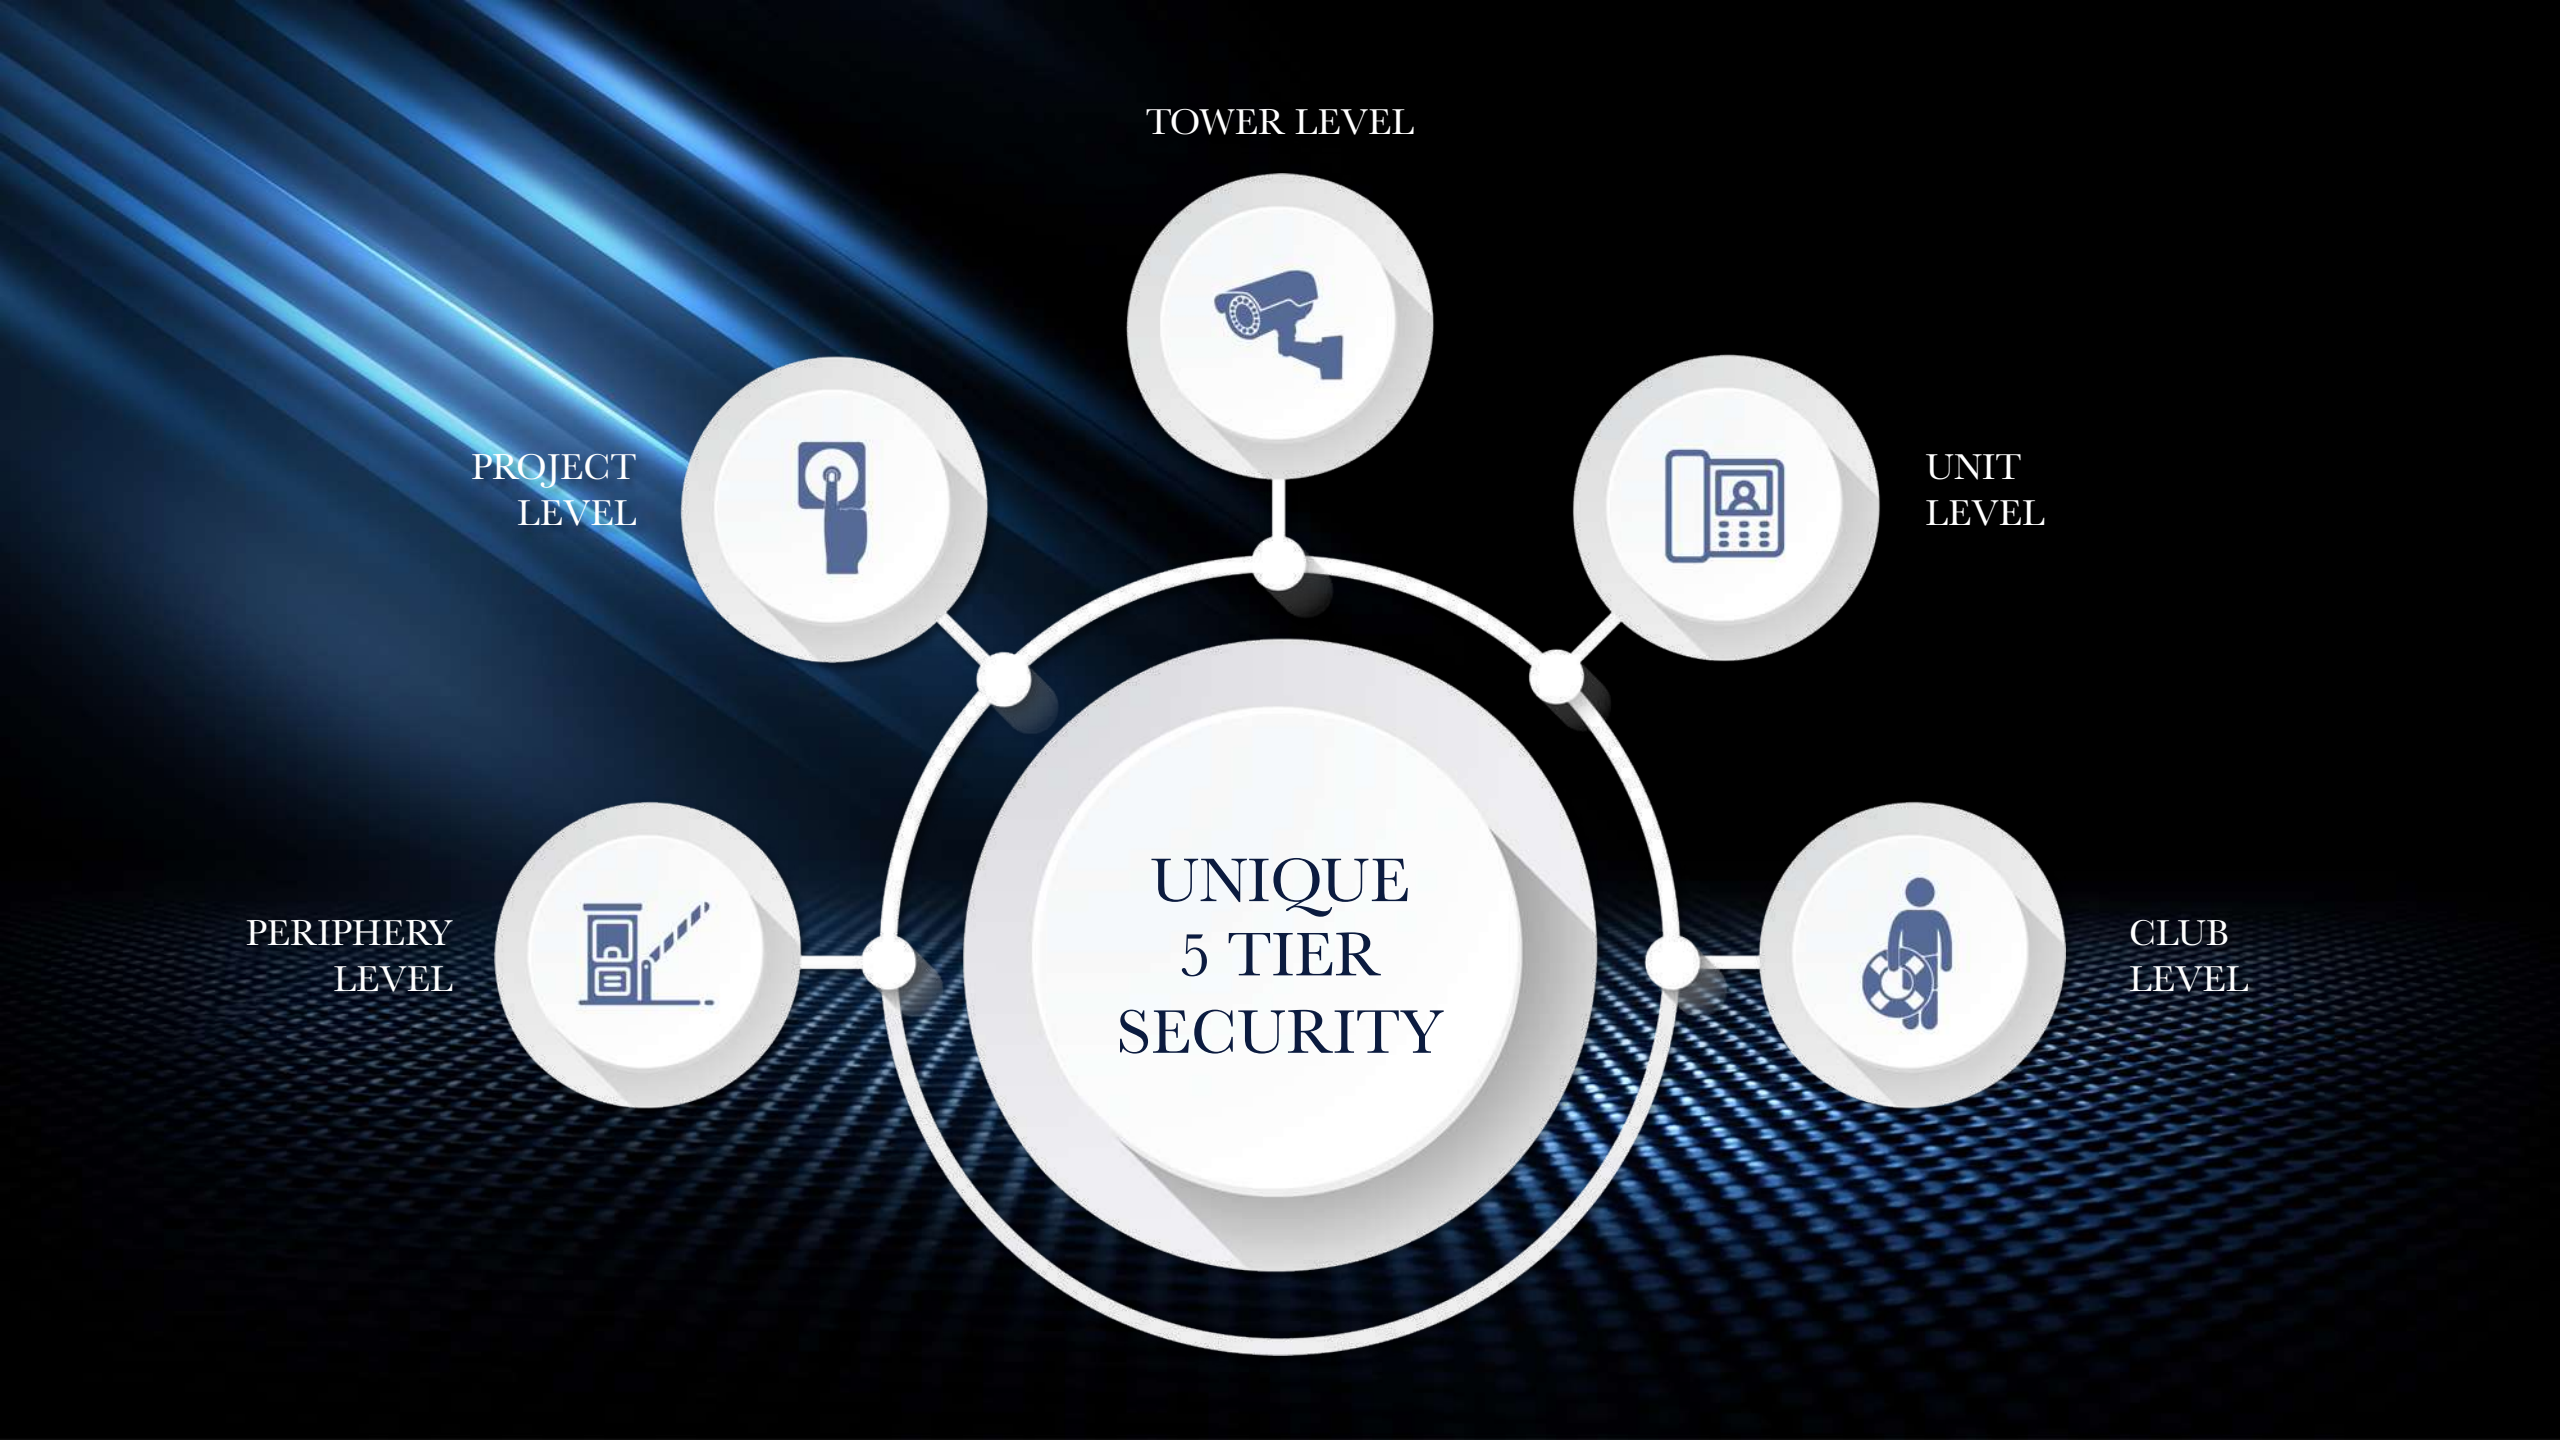 TOWER LEVEL
PROJECT
LEVEL
UNIT
LEVEL
PERIPHERY
LEVEL
UNIQUE
5 TIER
SECURITY
CLUB
LEVEL